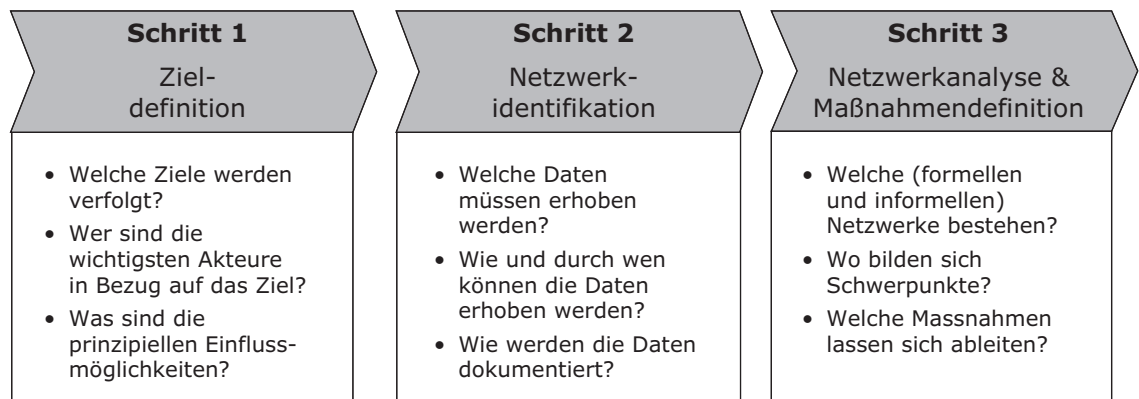 Schritt 1
Ziel-
definition
• Welche Ziele werden
verfolgt?
• Wer sind die
wichtigsten Akteure
in Bezug auf das Ziel?
• Was sind die
prinzipiellen Einfluss-
möglichkeiten?
Schritt 2
Netzwerk-
identifikation
• Welche Daten
müssen erhoben
werden?
• Wie und durch wen
können die Daten
erhoben werden?
• Wie werden die Daten
dokumentiert?
Schritt 3
Netzwerkanalyse &
Maßnahmendefinition
• Welche (formellen
und informellen)
Netzwerke bestehen?
• Wo bilden sich
Schwerpunkte?
• Welche Massnahmen
lassen sich ableiten?